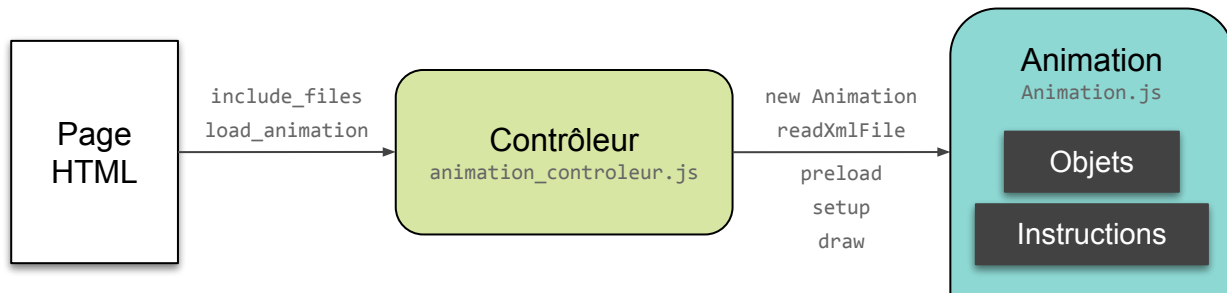 Page
HTML
include_files
load_animation
Contrôleur
animation_controleur.js
new Animation
readXmlFile
preload
setup
draw
Animation
Animation.js
Objets
Instructions